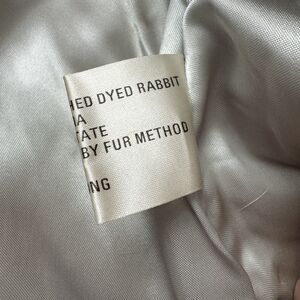 HED DYED RABBIT
A
TATE
BY FUR METHOD
NG